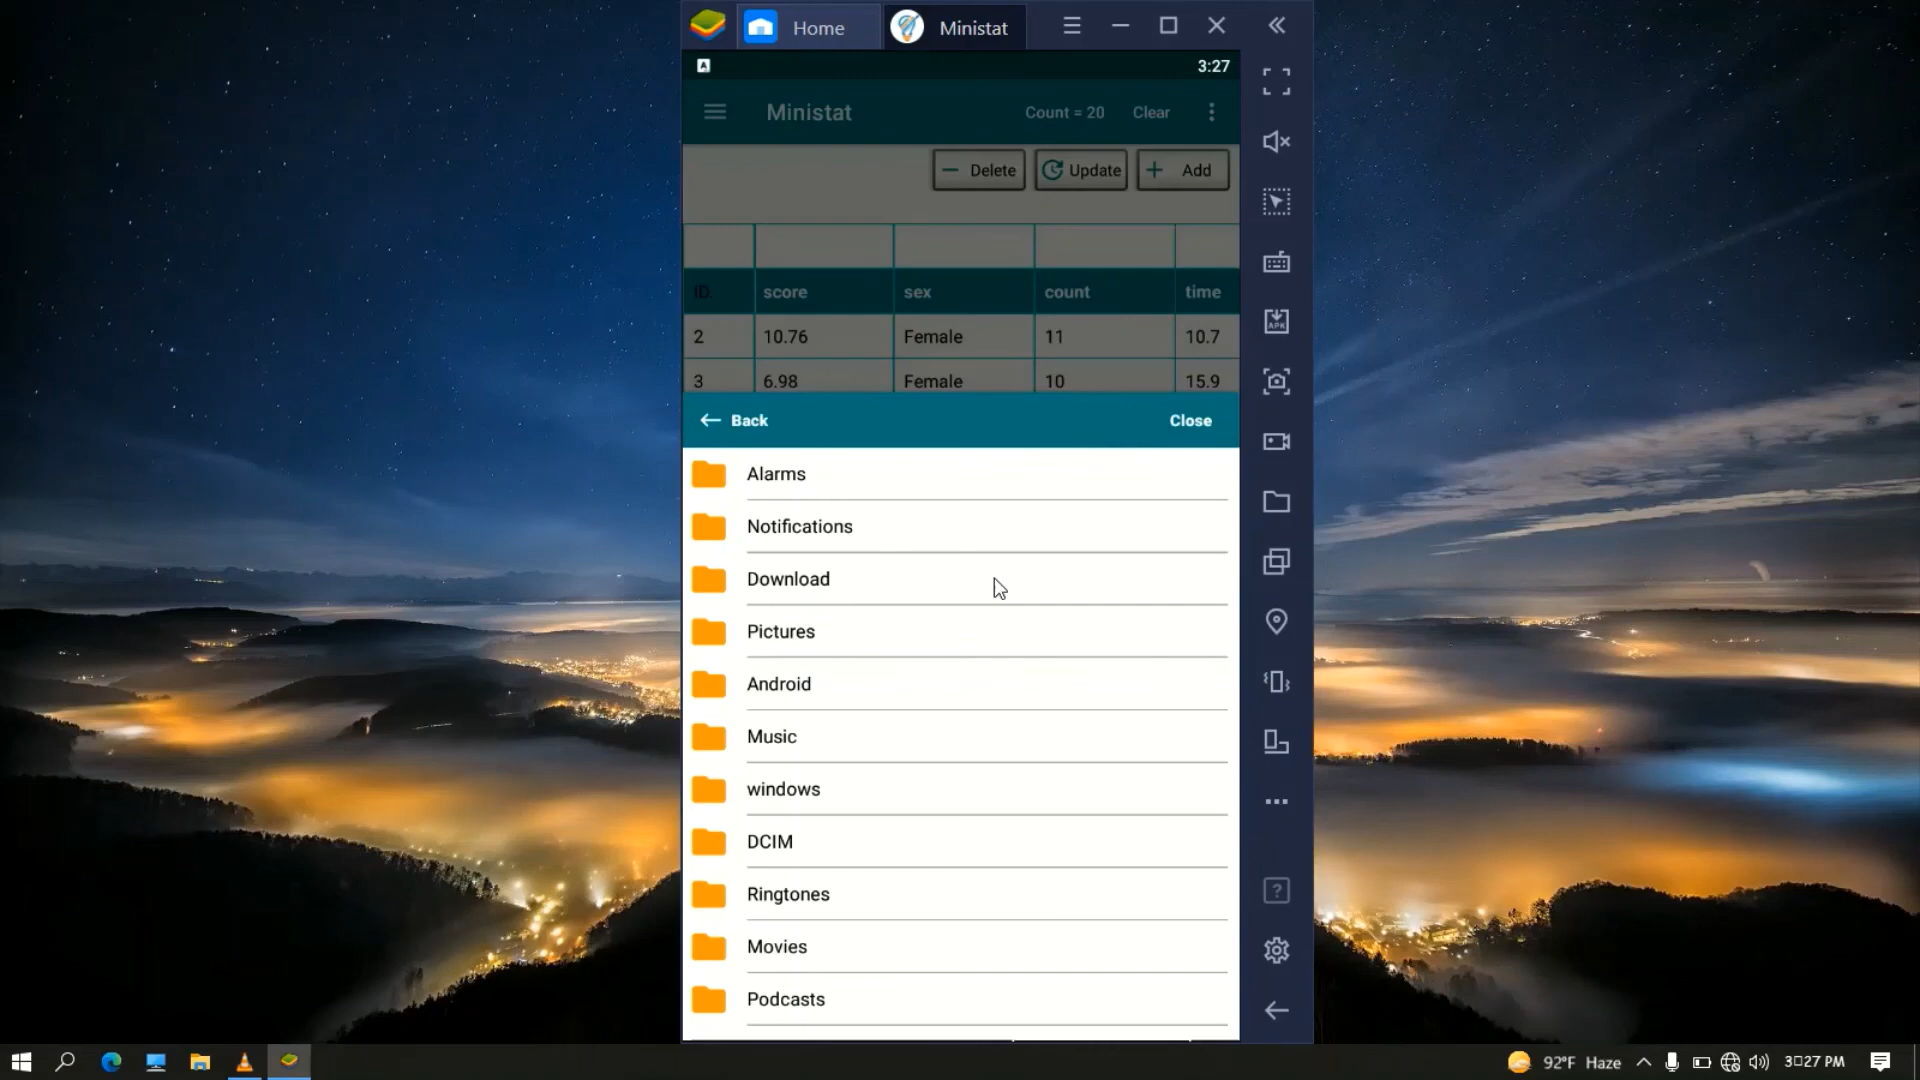 Home
Ministat
3:27
Ministat
Count = 20
Clear
Delete
Update
Add
ID
score
sex
count
time
2
10.76
Female
11
10.7
3
6.98
Female
10
15.9
Back
Close
Alarms
Notifications
Download
Pictures
Android
Music
windows
DCIM
Ringtones
Movies
Podcasts
APK
92°F Haze
3:27 PM